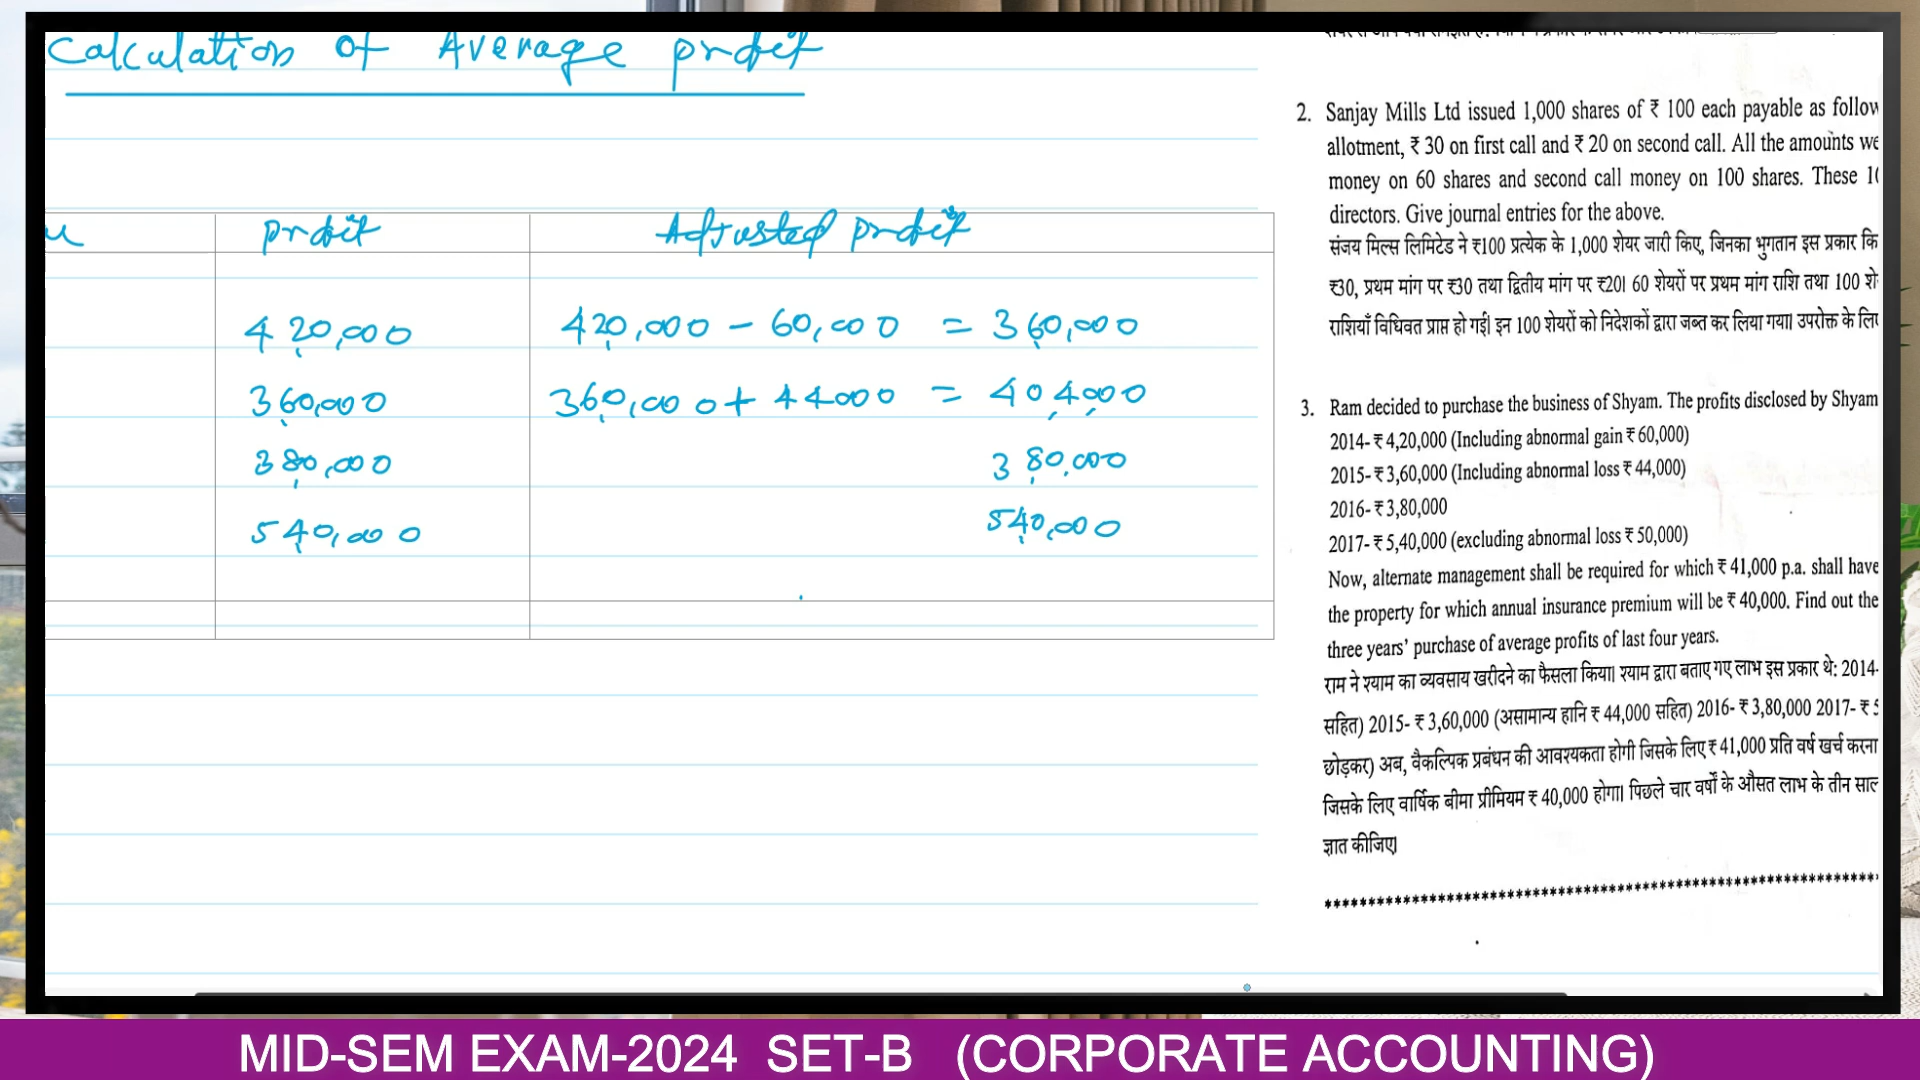 Calculation of Average profit
profit Adjusted profit
420,000 420,000 - 60,000 = 360,000
360,000 360,000 + 44000 = 404,000
380,000 380,000
540,000 540,000
2. Sanjay Mills Ltd issued 1,000 shares of ₹ 100 each payable as follow
allotment, ₹ 30 on first call and ₹ 20 on second call. All the amounts we
money on 60 shares and second call money on 100 shares. These 10
directors. Give journal entries for the above.
संजय मिल्स लिमिटेड ने ₹100 प्रत्येक के 1,000 शेयर जारी किए, जिनका भुगतान इस प्रकार कि
₹30, प्रथम मांग पर ₹30 तथा द्वितीय मांग पर ₹20। 60 शेयरों पर प्रथम मांग राशि तथा 100 शे
राशियाँ विधिवत प्राप्त हो गई। इन 100 शेयरों को निदेशकों द्वारा जब्त कर लिया गया। उपरोक्त के लि
3. Ram decided to purchase the business of Shyam. The profits disclosed by Shyam
2014- ₹ 4,20,000 (Including abnormal gain ₹ 60,000)
2015- ₹ 3,60,000 (Including abnormal loss ₹ 44,000)
2016- ₹ 3,80,000
2017- ₹ 5,40,000 (excluding abnormal loss ₹ 50,000)
Now, alternate management shall be required for which ₹ 41,000 p.a. shall have
the property for which annual insurance premium will be ₹ 40,000. Find out the
three years' purchase of average profits of last four years.
राम ने श्याम का व्यवसाय खरीदने का फैसला किया। श्याम द्वारा बताए गए लाभ इस प्रकार थे: 2014-
सहित) 2015- ₹ 3,60,000 (असामान्य हानि ₹ 44,000 सहित) 2016- ₹ 3,80,000 2017- ₹ 5
छोड़कर) अब, वैकल्पिक प्रबंधन की आवश्यकता होगी जिसके लिए ₹ 41,000 प्रति वर्ष खर्च करना
जिसके लिए वार्षिक बीमा प्रीमियम ₹ 40,000 होगा। पिछले चार वर्षों के औसत लाभ के तीन साल
ज्ञात कीजिए।
MID-SEM EXAM-2024 SET-B (CORPORATE ACCOUNTING)